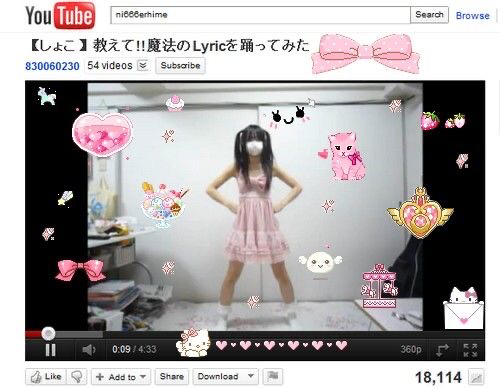 YouTube ni666erhime Search Browse
【しょこ】教えて!!魔法のLyricを踊ってみた
830060230 54 videos Subscribe
0:09 / 4:33 360p
Like Add to Share Download 18,114